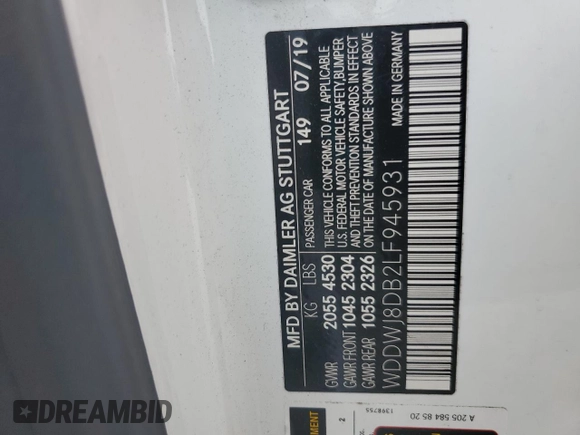 MFD BY DAIMLER AG STUTTGART
KG LBS PASSENGER CAR 149 07/19
GVWR 2055 4530 THIS VEHICLE CONFORMS TO ALL APPLICABLE
U.S. FEDERAL MOTOR VEHICLE SAFETY, BUMPER
GAWR FRONT 1045 2304 AND THEFT PREVENTION STANDARDS IN EFFECT
GAWR REAR 1055 2326 ON THE DATE OF MANUFACTURE SHOWN ABOVE
WDDWJ8DB2LF945931 MADE IN GERMANY
2
1398755
A 205 584 85 20
DREAMBID